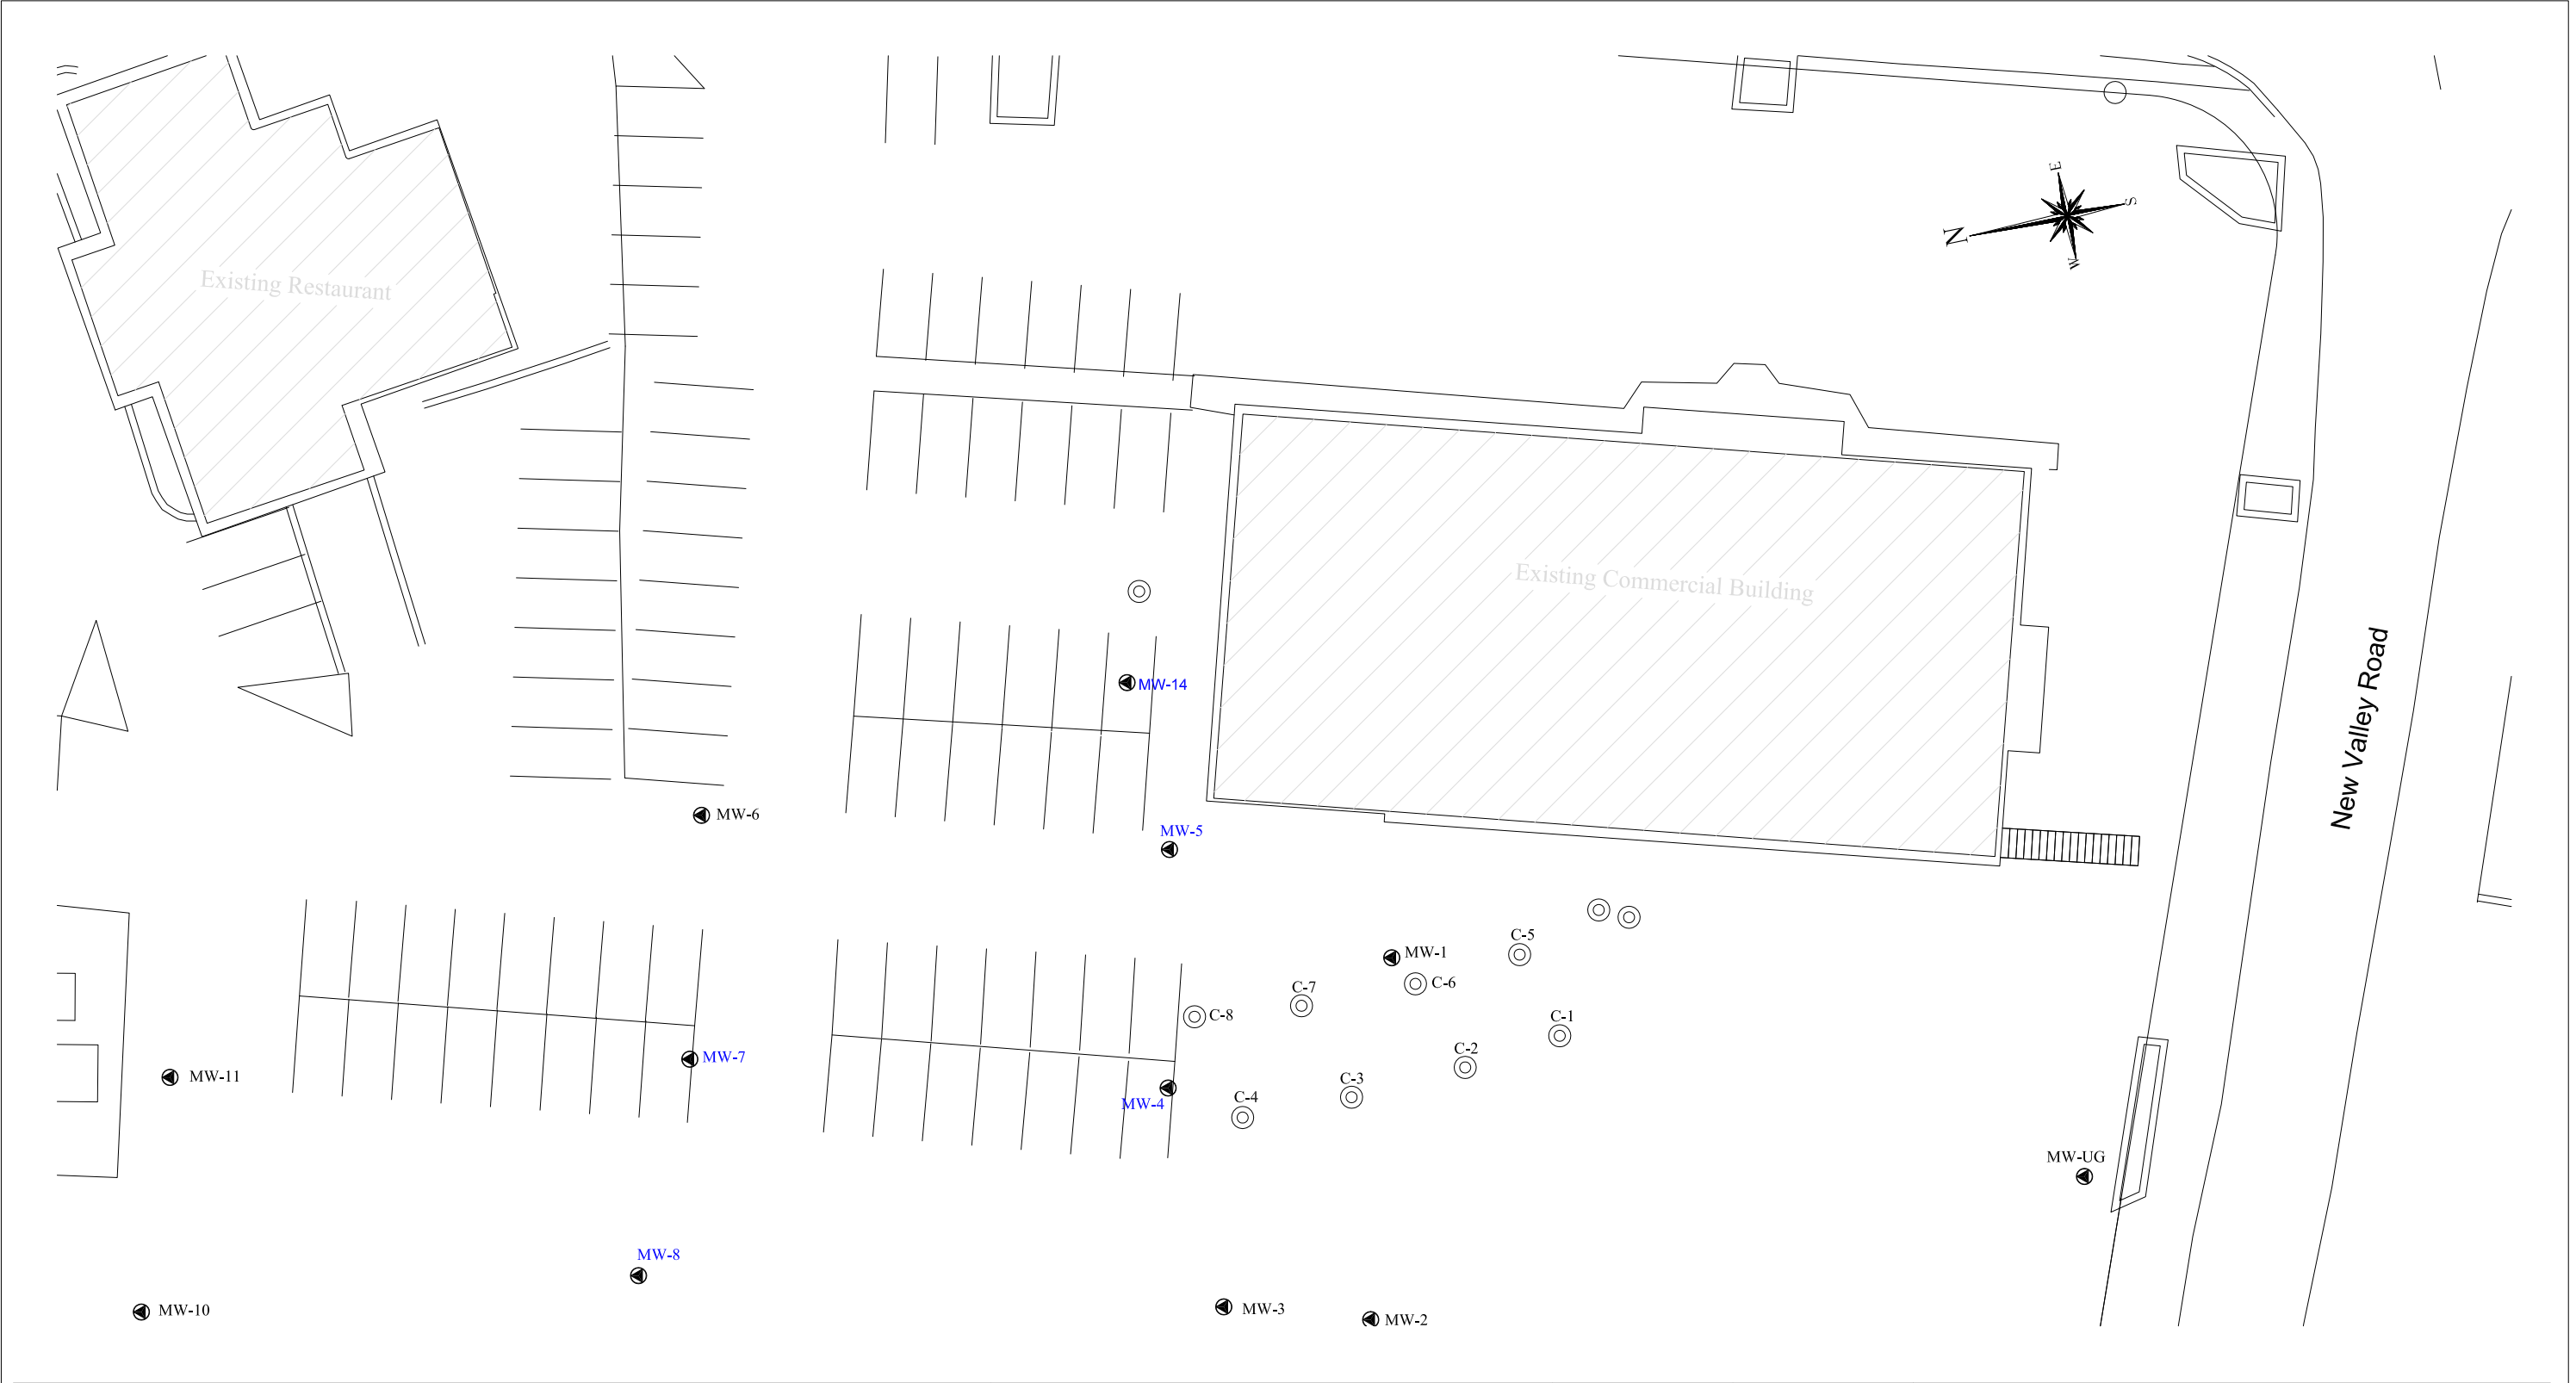 E
S
N
W
Existing Restaurant
Existing Commercial Building
New Valley Road
MW-14
MW-6
MW-5
C-5
MW-1
C-6
C-7
C-8
C-1
C-2
MW-7
MW-11
C-3
C-4
MW-4
MW-UG
MW-8
MW-10
MW-3
MW-2